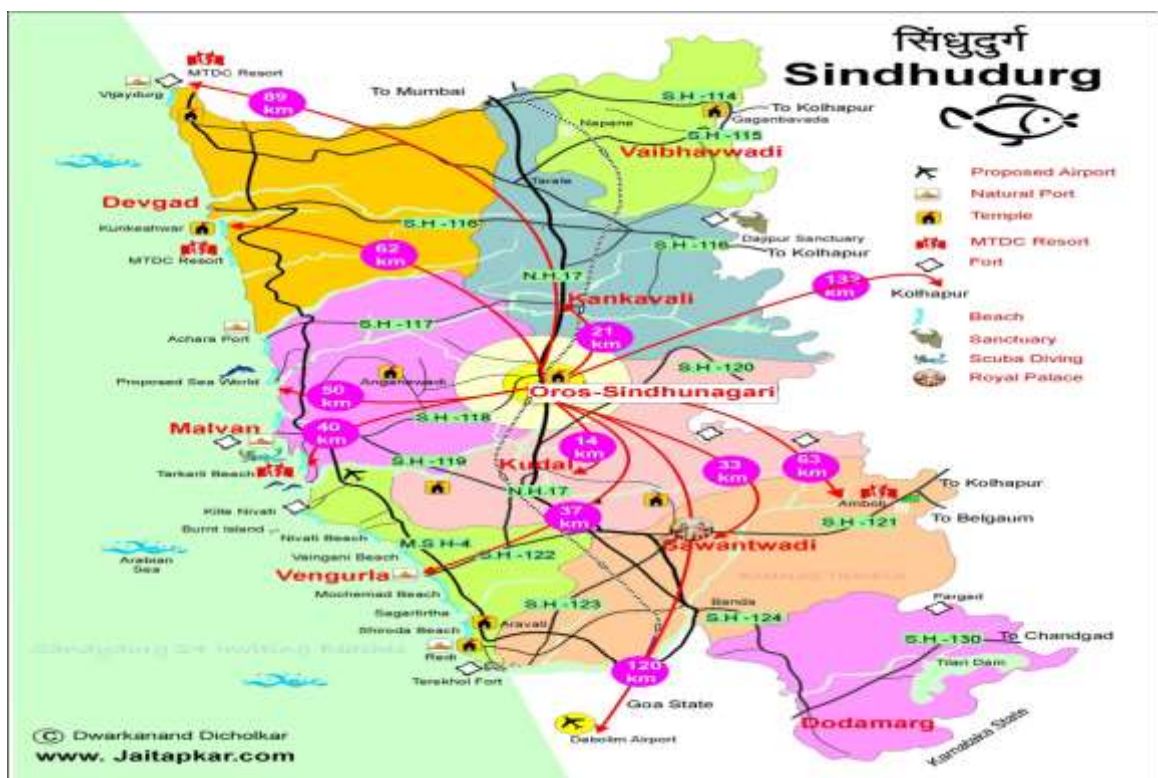 सिंधुदुर्ग
Sindhudurg
MTDC Resort
Vijaydurg
89 km
To Mumbai
S.H-114
To Kolhapur
Gaganbavada
Napane
S.H-115
Vaibhavwadi
Proposed Airport
Natural Port
Temple
MTDC Resort
Fort
Beach
Sanctuary
Scuba Diving
Royal Palace
Tarale
Devgad
Kunkeshwar
S.H-116
MTDC Resort
62 km
S.H-116
Dajipur Sanctuary
To Kolhapur
N.H.17
132 km
Kolhapur
Kankavali
S.H -117
21 km
Achara Port
S.H -120
Proposed Sea World
Anganewadi
50 km
Oros-Sindhunagari
S.H -118
Malvan
40 km
14 km
Tarkarli Beach
S.H -119
Kudal
33 km
63 km
To Kolhapur
Amboli
N.H.17
Killa Nivati
37 km
S.H -121
To Belgaum
Burnt Island
Nivati Beach
M.S H-4
Sawantwadi
Arabian Sea
Vaingani Beach
S.H -122
Vengurla
Mochemad Beach
S.H -123
Banda
Pargad
Sagartirtha
Aravali
S.H -124
Shiroda Beach
S.H -130
To Chandgad
Redi
Tilari Dam
Terekhol Fort
120 km
Goa State
Dodamarg
Karnataka State
Dabolim Airport
© Dwarkanand Dicholkar
www. Jaitapkar.com